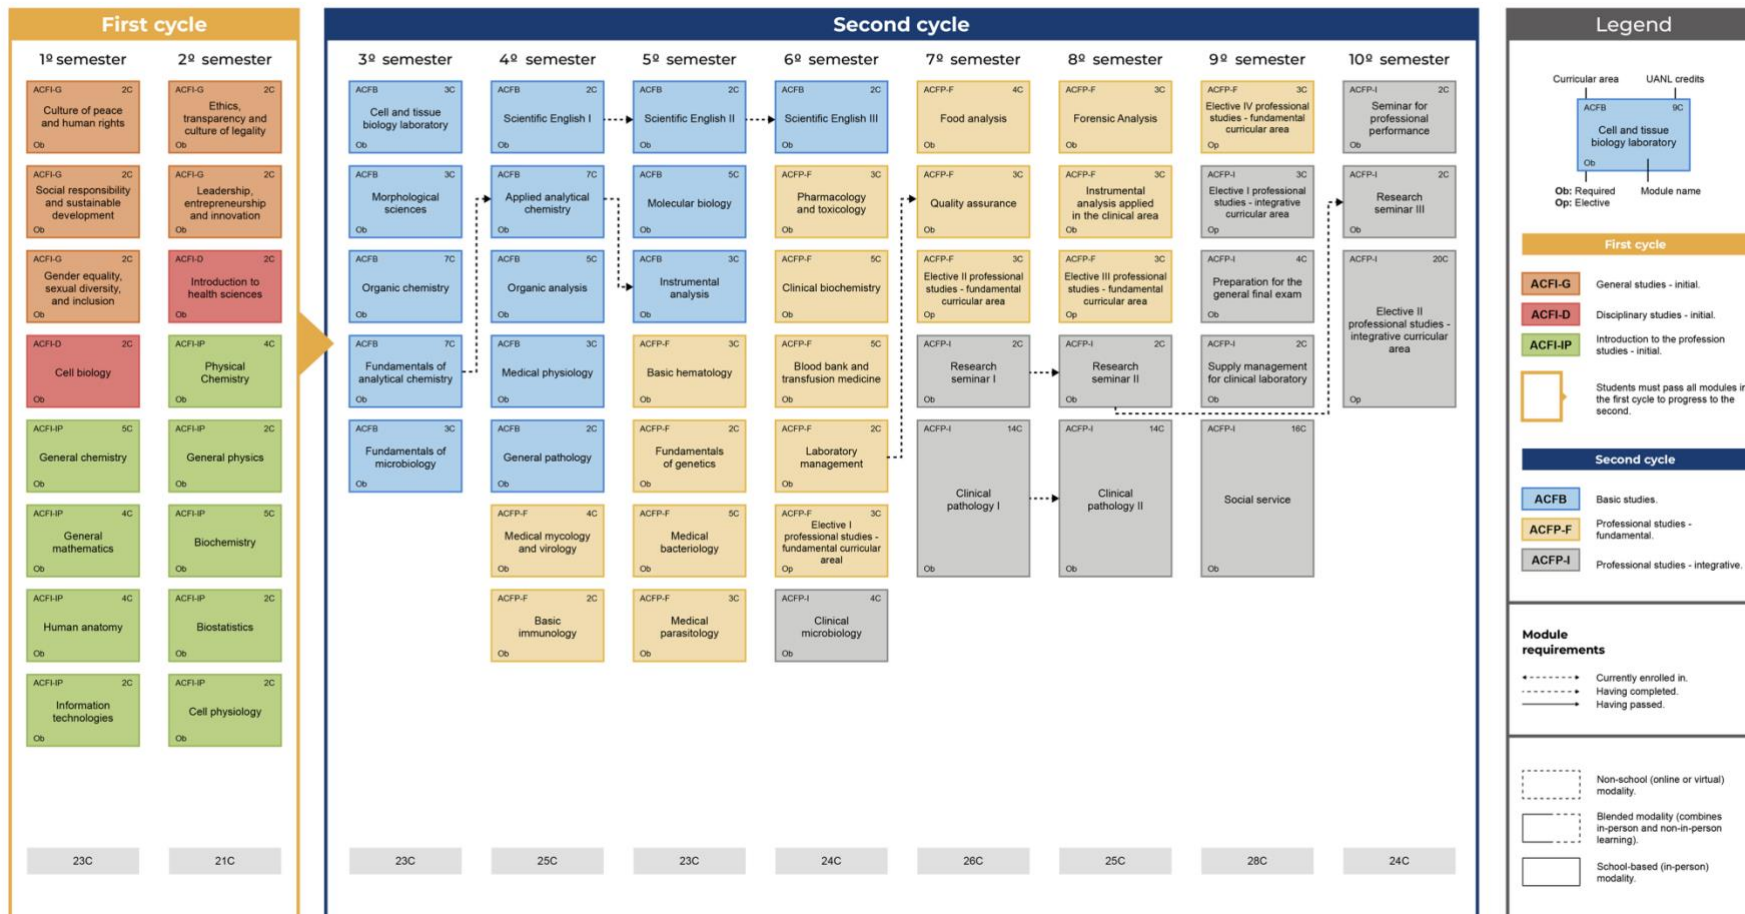 First cycle
Second cycle
Legend
1º semester
2º semester
3º semester
4º semester
5º semester
6º semester
7º semester
8º semester
9º semester
10º semester
ACFI-G 2C
Culture of peace
and human rights
Ob
ACFI-G 2C
Social responsibility
and sustainable
development
Ob
ACFI-G 2C
Gender equality,
sexual diversity,
and inclusion
Ob
ACFI-D 2C
Cell biology
Ob
ACFI-IP 5C
General chemistry
Ob
ACFI-IP 4C
General
mathematics
Ob
ACFI-IP 4C
Human anatomy
Ob
ACFI-IP 2C
Information
technologies
Ob
23C
ACFI-G 2C
Ethics,
transparency and
culture of legality
Ob
ACFI-G 2C
Leadership,
entrepreneurship
and innovation
Ob
ACFI-D 2C
Introduction to
health sciences
Ob
ACFI-IP 4C
Physical
Chemistry
Ob
ACFI-IP 2C
General physics
Ob
ACFI-IP 5C
Biochemistry
Ob
ACFI-IP 2C
Biostatistics
Ob
ACFI-IP 2C
Cell physiology
Ob
21C
ACFB 3C
Cell and tissue
biology laboratory
Ob
ACFB 3C
Morphological
sciences
Ob
ACFB 7C
Organic chemistry
Ob
ACFB 7C
Fundamentals of
analytical chemistry
Ob
ACFB 3C
Fundamentals of
microbiology
Ob
23C
ACFB 2C
Scientific English I
Ob
ACFB 7C
Applied analytical
chemistry
Ob
ACFB 5C
Organic analysis
Ob
ACFB 3C
Medical physiology
Ob
ACFB 2C
General pathology
Ob
ACFP-F 4C
Medical mycology
and virology
Ob
ACFP-F 2C
Basic
immunology
Ob
25C
ACFB 2C
Scientific English II
Ob
ACFB 5C
Molecular biology
Ob
ACFB 3C
Instrumental
analysis
Ob
ACFP-F 3C
Basic hematology
Ob
ACFP-F 2C
Fundamentals
of genetics
Ob
ACFP-F 5C
Medical
bacteriology
Ob
ACFP-F 3C
Medical
parasitology
Ob
23C
ACFB 2C
Scientific English III
Ob
ACFP-F 3C
Pharmacology
and toxicology
Ob
ACFP-F 5C
Clinical biochemistry
Ob
ACFP-F 5C
Blood bank and
transfusion medicine
Ob
ACFP-F 2C
Laboratory
management
Ob
ACFP-F 3C
Elective I
professional studies -
fundamental curricular
areal
Op
ACFP-I 4C
Clinical
microbiology
Ob
24C
ACFP-F 4C
Food analysis
Ob
ACFP-F 3C
Quality assurance
Ob
ACFP-F 3C
Elective II professional
studies - fundamental
curricular area
Op
ACFP-I 2C
Research
seminar I
Ob
ACFP-I 14C
Clinical
pathology I
Ob
26C
ACFP-F 3C
Forensic Analysis
Ob
ACFP-F 3C
Instrumental
analysis applied
in the clinical area
Ob
ACFP-F 3C
Elective III professional
studies - fundamental
curricular area
Op
ACFP-I 2C
Research
seminar II
Ob
ACFP-I 14C
Clinical
pathology II
Ob
25C
ACFP-F 3C
Elective IV professional
studies - fundamental
curricular area
Op
ACFP-I 3C
Elective I professional
studies - integrative
curricular area
Op
ACFP-I 4C
Preparation for the
general final exam
Ob
ACFP-I 2C
Supply management
for clinical laboratory
Ob
ACFP-I 16C
Social service
Ob
28C
ACFP-I 2C
Seminar for
professional
performance
Ob
ACFP-I 2C
Research
seminar III
Ob
ACFP-I 20C
Elective II
professional studies -
integrative curricular
area
Op
24C
Curricular area UANL credits
ACFB 9C
Cell and tissue
biology laboratory
Ob
Ob: Required
Op: Elective
Module name
First cycle
ACFI-G General studies - initial.
ACFI-D Disciplinary studies - initial.
ACFI-IP Introduction to the profession
studies - initial.
Students must pass all modules in
the first cycle to progress to the
second.
Second cycle
ACFB Basic studies.
ACFP-F Professional studies -
fundamental.
ACFP-I Professional studies - integrative.
Module
requirements
Currently enrolled in.
Having completed.
Having passed.
Non-school (online or virtual)
modality.
Blended modality (combines
in-person and non-in-person
learning).
School-based (in-person)
modality.